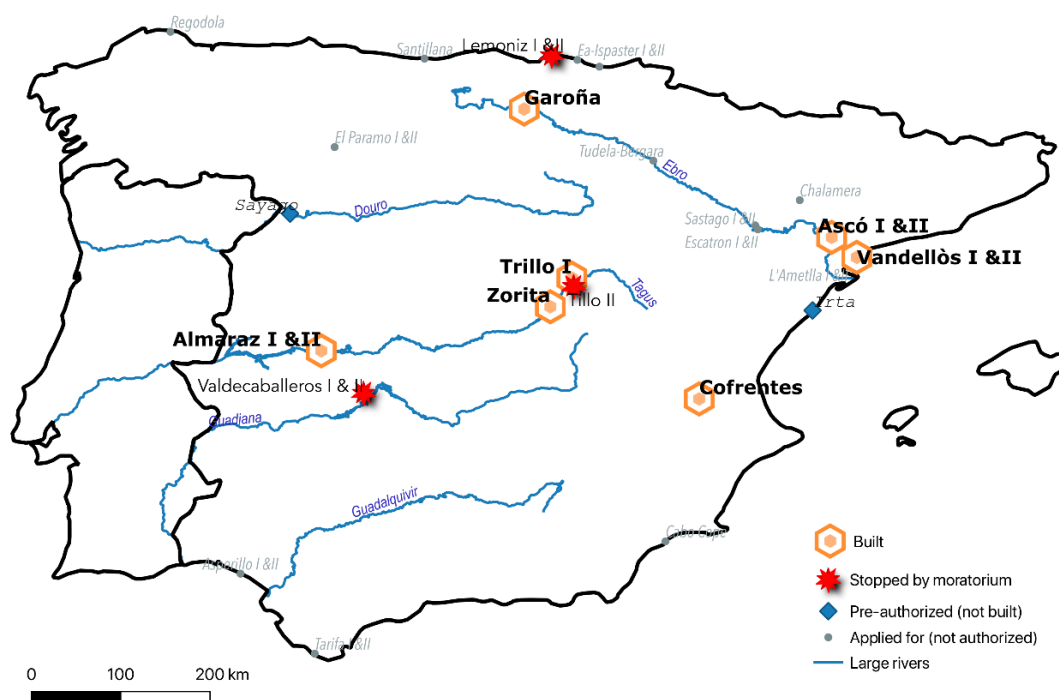 Regodola
Santillana
Lemoniz I &II
Ea-Ispaster I &II
Garoña
El Paramo I &II
Tudela-Bergara
Ebro
Chalamera
Sayago
Douro
Sastago I &II
Escatron I &II
Ascó I &II
Vandellòs I &II
L'Ametlla I &II
Trillo I
Tillo II
Zorita
Tagus
Irta
Almaraz I &II
Valdecaballeros I & II
Cofrentes
Guadiana
Guadalquivir
Cabo Cope
Asperillo I &II
Tarifa I &II
Built
Stopped by moratorium
Pre-authorized (not built)
Applied for (not authorized)
Large rivers
0 100 200 km